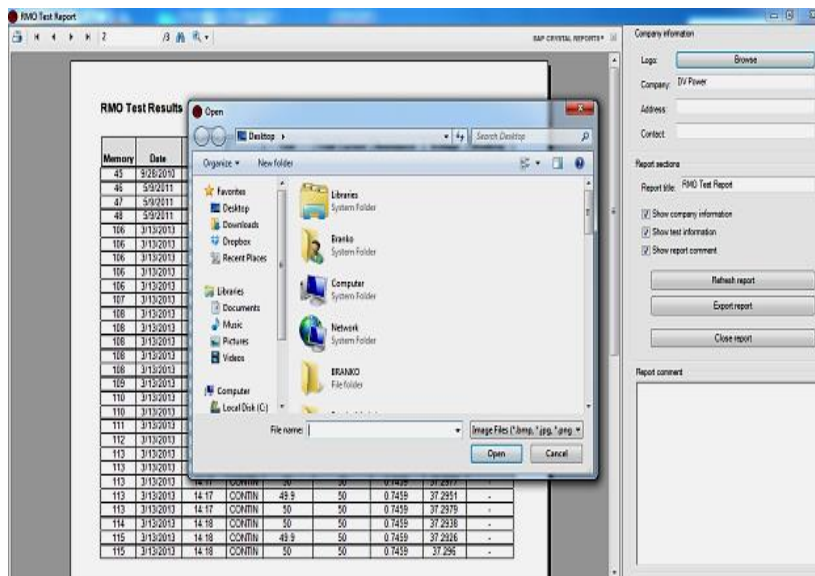 RMO Test Report
2 /3
SAP CRYSTAL REPORTS®
RMO Test Results
Memory Date
45 9/28/2010
46 5/9/2011
47 5/9/2011
48 5/9/2011
106 3/13/2013
106 3/13/2013
106 3/13/2013
106 3/13/2013
106 3/13/2013
107 3/13/2013
108 3/13/2013
108 3/13/2013
108 3/13/2013
108 3/13/2013
108 3/13/2013
109 3/13/2013
110 3/13/2013
110 3/13/2013
111 3/13/2013
112 3/13/2013
113 3/13/2013
113 3/13/2013
113 3/13/2013 14:17 CONTIN 50 50 0.7459 37.2977 -
113 3/13/2013 14:17 CONTIN 49.9 50 0.7459 37.2951 -
113 3/13/2013 14:17 CONTIN 50 50 0.7459 37.2979 -
114 3/13/2013 14:18 CONTIN 50 50 0.7459 37.2938 -
115 3/13/2013 14:18 CONTIN 49.9 50 0.7459 37.2926 -
115 3/13/2013 14:18 CONTIN 50 50 0.7459 37.296 -
Open
Desktop
Search Desktop
Organize
New folder
Favorites
Desktop
Downloads
Dropbox
Recent Places
Libraries
Documents
Music
Pictures
Videos
Computer
Local Disk (C:)
Libraries
System Folder
Branko
System Folder
Computer
System Folder
Network
System Folder
BRANKO
File folder
File name:
Image Files (*.bmp, *.jpg, *.png
Open
Cancel
Company information
Logo: Browse
Company: DV Power
Address:
Contact:
Report sections
Report title: RMO Test Report
Show company information
Show test information
Show report comment
Refresh report
Export report
Close report
Report comment